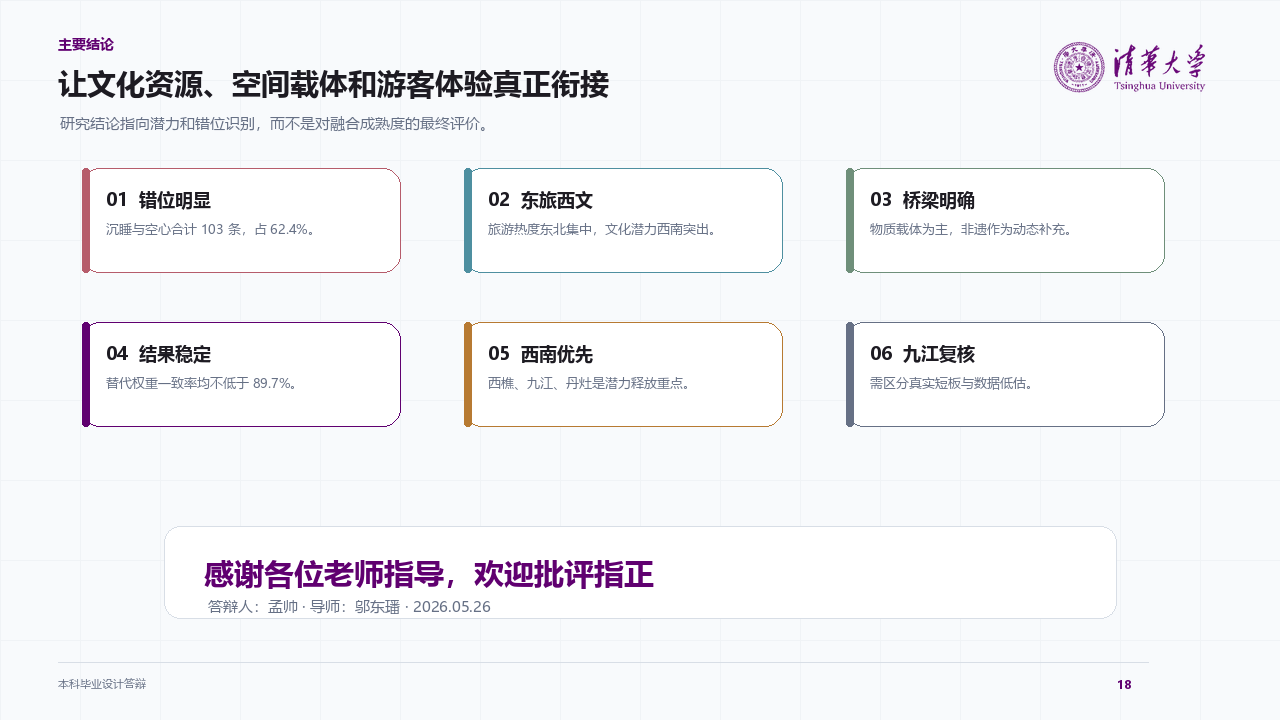 主要结论
清華大学
Tsinghua University
让文化资源、空间载体和游客体验真正衔接
研究结论指向潜力和错位识别，而不是对融合成熟度的最终评价。
01 错位明显
沉睡与空心合计 103 条，占 62.4%。
02 东旅西文
旅游热度东北集中，文化潜力西南突出。
03 桥梁明确
物质载体为主，非遗作为动态补充。
04 结果稳定
替代权重一致率均不低于 89.7%。
05 西南优先
西樵、九江、丹灶是潜力释放重点。
06 九江复核
需区分真实短板与数据低估。
感谢各位老师指导，欢迎批评指正
答辩人：孟帅 · 导师：邬东璠 · 2026.05.26
本科毕业设计答辩
18